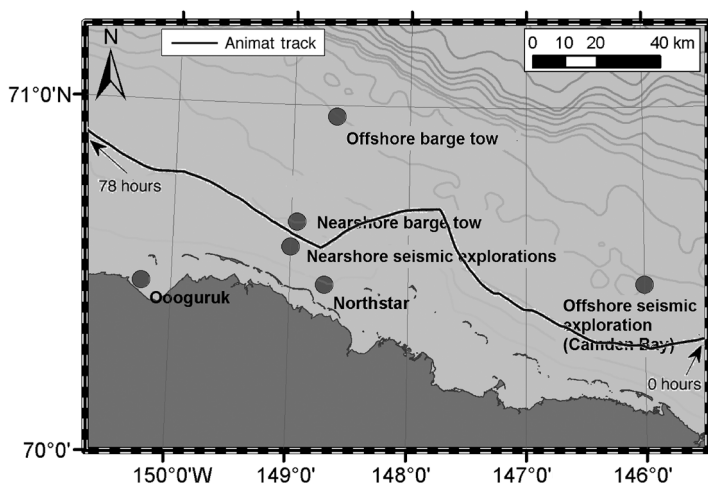 N
Animat track
0 10 20 40 km
71°0'N
Offshore barge tow
78 hours
Nearshore barge tow
Nearshore seismic explorations
Oooguruk
Northstar
Offshore seismic
exploration
(Camden Bay)
0 hours
70°0'
150°0'W 149°0' 148°0' 147°0' 146°0'